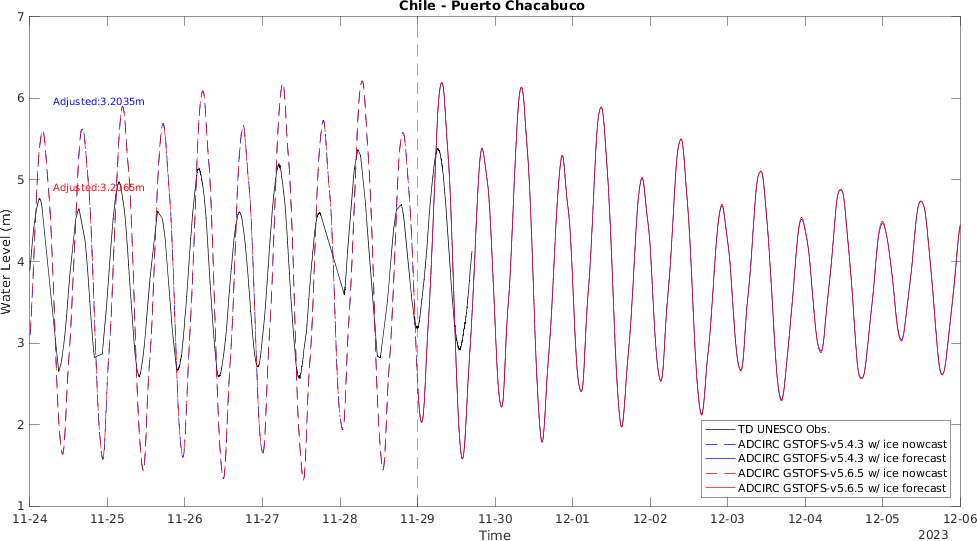 Chile - Puerto Chacabuco
7
6
5
4
3
2
1
Water Level (m)
Adjusted:3.2035m
Adjusted:3.2065m
TD UNESCO Obs.
ADCIRC GSTOFS-v5.4.3 w/ ice nowcast
ADCIRC GSTOFS-v5.4.3 w/ ice forecast
ADCIRC GSTOFS-v5.6.5 w/ ice nowcast
ADCIRC GSTOFS-v5.6.5 w/ ice forecast
11-24 11-25 11-26 11-27 11-28 11-29 11-30 12-01 12-02 12-03 12-04 12-05 12-06
Time
2023